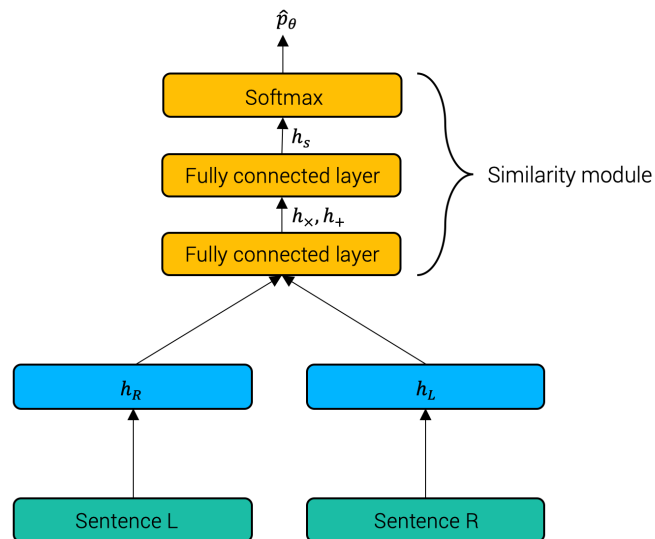 p̂_θ
Softmax
h_s
Fully connected layer
Similarity module
h_×, h_+
Fully connected layer
h_R
h_L
Sentence L
Sentence R